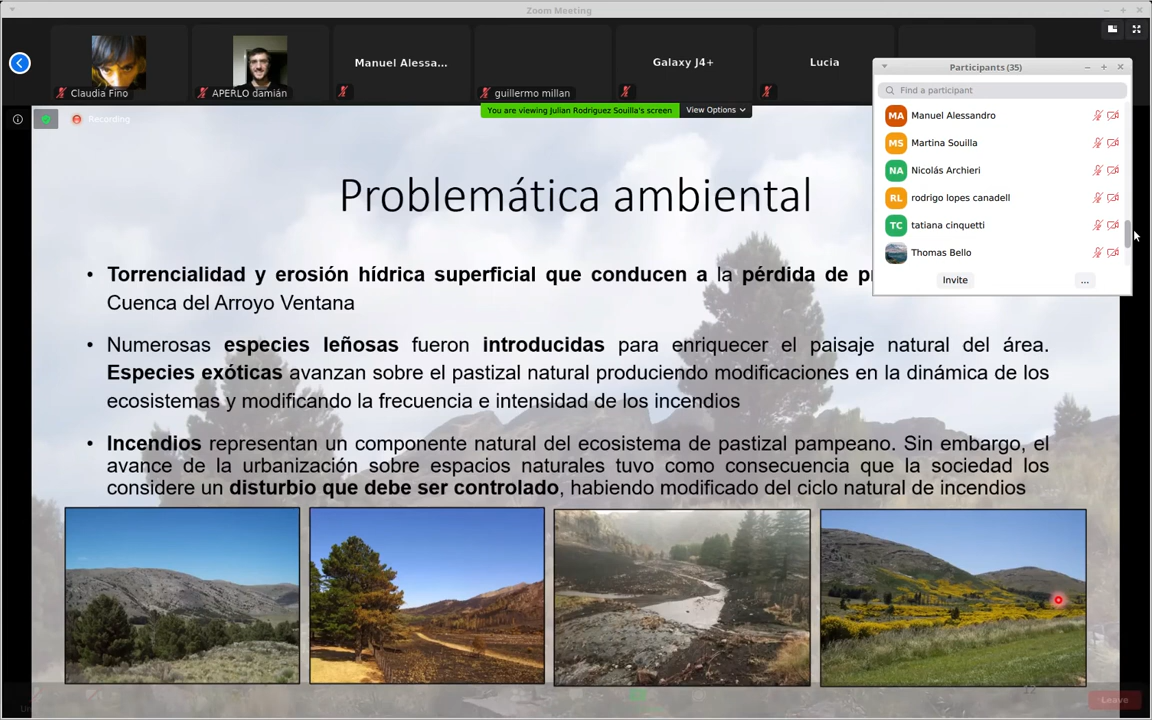 Zoom Meeting
Claudia Fino
APERLO damián
Manuel Alessa...
guillermo millan
Galaxy J4+
Lucia
You are viewing Julian Rodriguez Souilla's screen
View Options
Recording
Participants (35)
Find a participant
MA Manuel Alessandro
MS Martina Souilla
NA Nicolás Archieri
RL rodrigo lopes canadell
TC tatiana cinquetti
Thomas Bello
Invite
...
Problemática ambiental
• Torrencialidad y erosión hídrica superficial que conducen a la pérdida de
Cuenca del Arroyo Ventana
• Numerosas especies leñosas fueron introducidas para enriquecer el paisaje natural del área.
Especies exóticas avanzan sobre el pastizal natural produciendo modificaciones en la dinámica de los
ecosistemas y modificando la frecuencia e intensidad de los incendios
• Incendios representan un componente natural del ecosistema de pastizal pampeano. Sin embargo, el
avance de la urbanización sobre espacios naturales tuvo como consecuencia que la sociedad los
considere un disturbio que debe ser controlado, habiendo modificado del ciclo natural de incendios
Leave